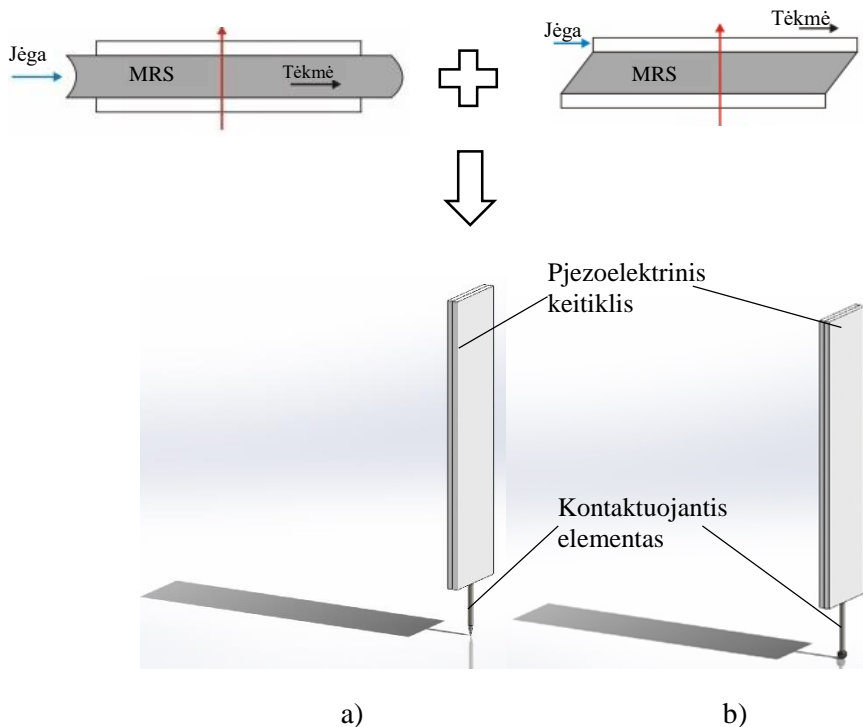 Jėga
MRS
Tėkmė
Jėga
MRS
Tėkmė
Pjezoelektrinis
keitiklis
Kontaktuojantis
elementas
a)
b)